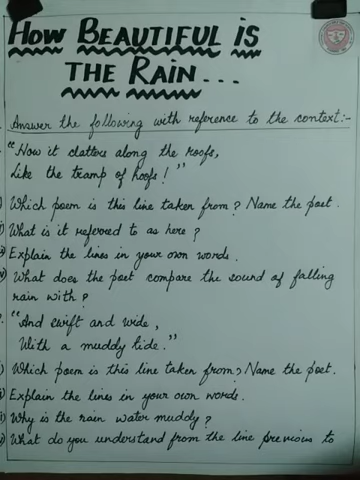 How Beautiful is
the Rain...
Answer the following with reference to the context:-
"How it clatters along the roofs,
Like the tramp of hoofs!"
Which poem is this line taken from? Name the poet.
What is it referred to as here?
Explain the lines in your own words.
What does the poet compare the sound of falling
rain with?
"And swift and wide,
With a muddy tide."
Which poem is this line taken from? Name the poet.
Explain the lines in your own words.
Why is the rain water muddy?
What do you understand from the line previous to